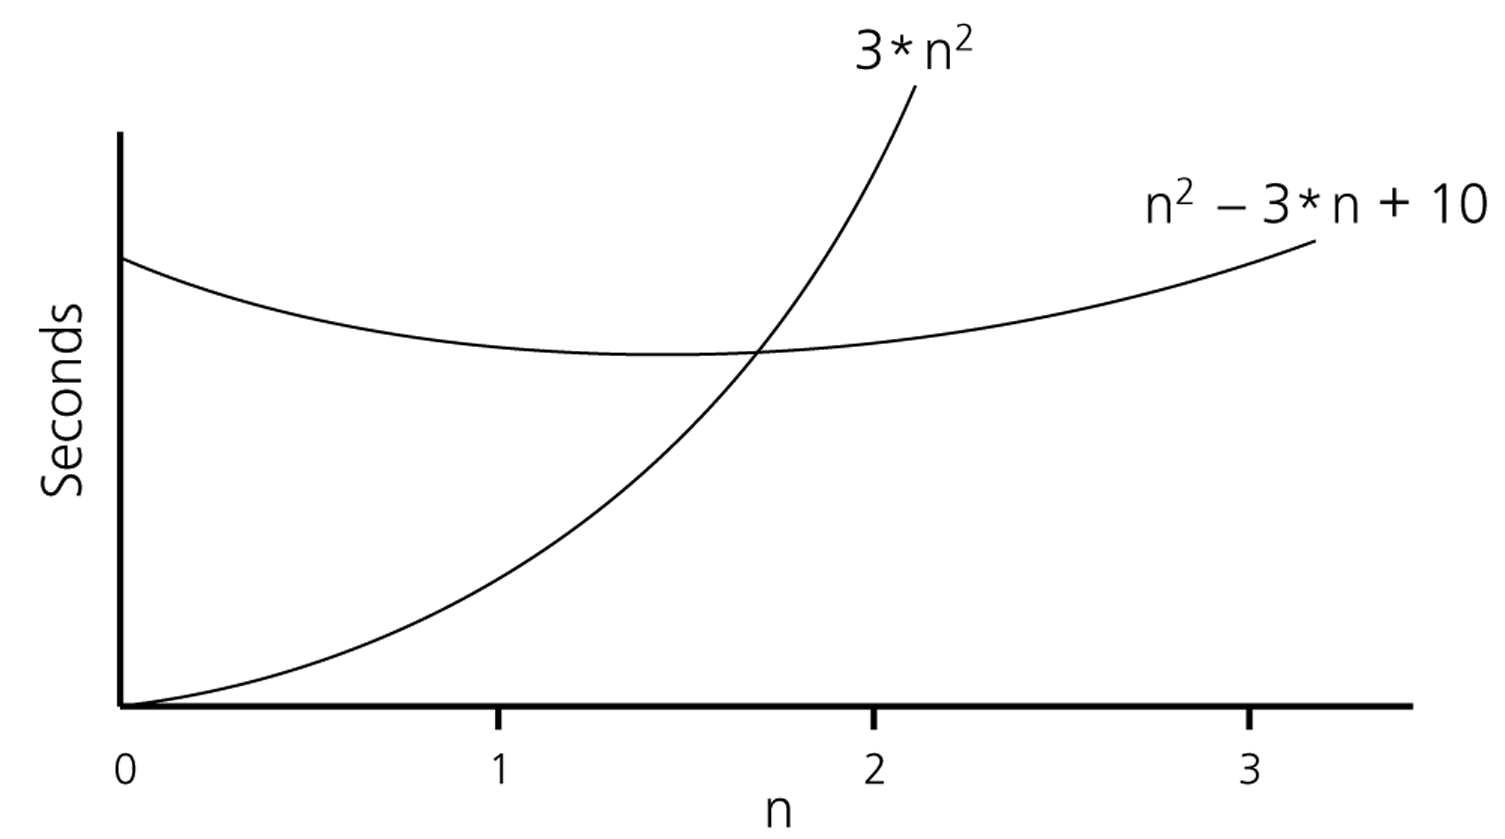 3*n²
n² – 3*n + 10
Seconds
0 1 2 3
n